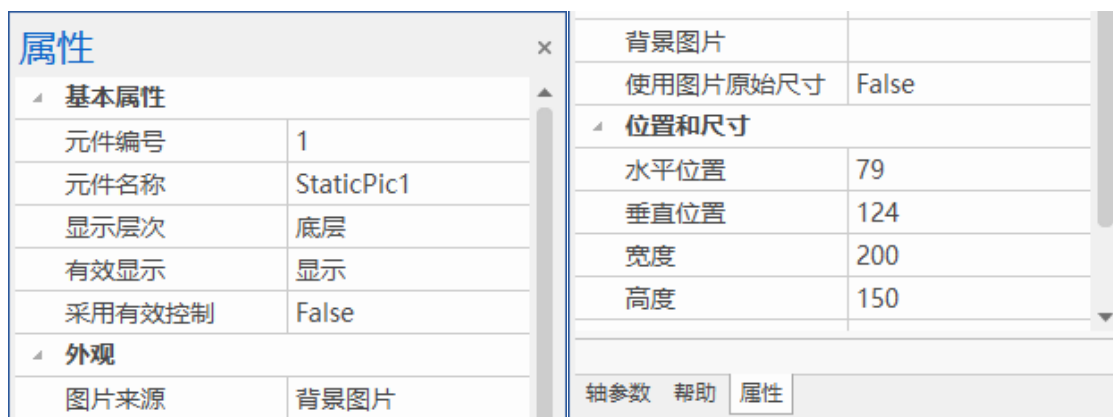 属性
基本属性
元件编号 1
元件名称 StaticPic1
显示层次 底层
有效显示 显示
采用有效控制 False
外观
图片来源 背景图片
背景图片
使用图片原始尺寸 False
位置和尺寸
水平位置 79
垂直位置 124
宽度 200
高度 150
轴参数 帮助 属性